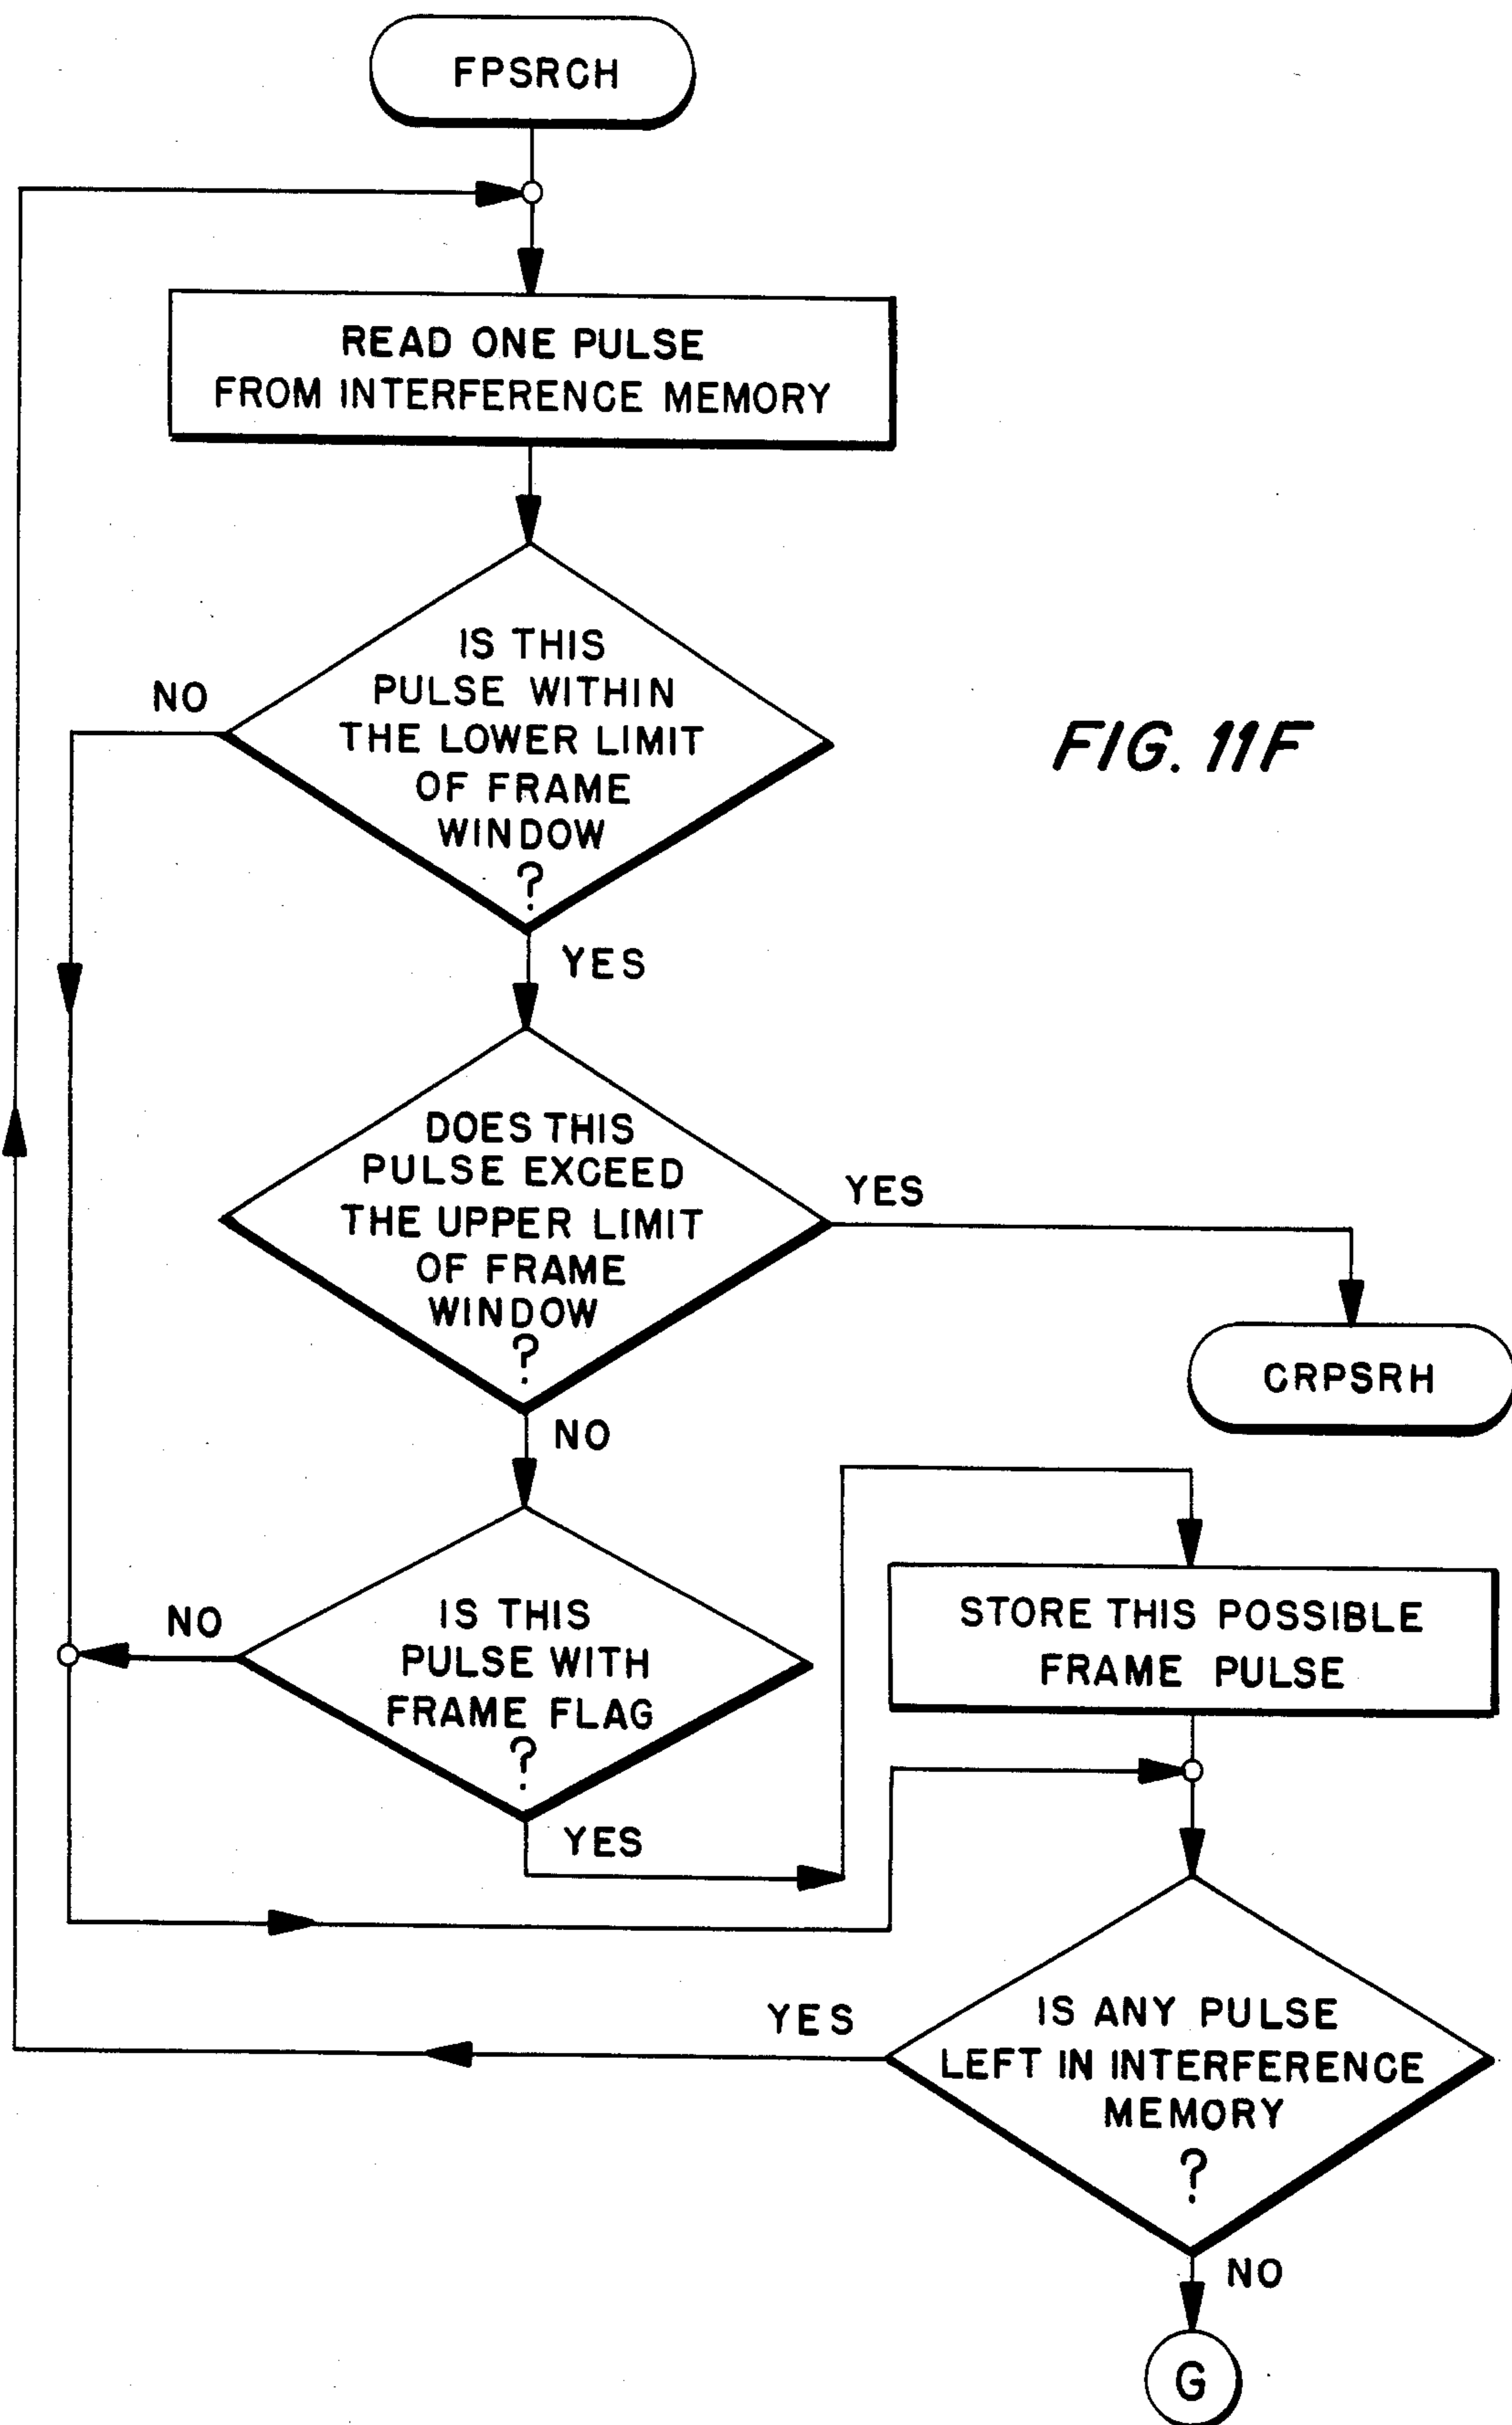 FPSRCH
READ ONE PULSE
FROM INTERFERENCE MEMORY
IS THIS
PULSE WITHIN
THE LOWER LIMIT
OF FRAME
WINDOW
?
NO
FIG. 11F
YES
DOES THIS
PULSE EXCEED
THE UPPER LIMIT
OF FRAME
WINDOW
?
YES
CRPSRH
NO
IS THIS
PULSE WITH
FRAME FLAG
?
NO
STORE THIS POSSIBLE
FRAME PULSE
YES
IS ANY PULSE
LEFT IN INTERFERENCE
MEMORY
?
YES
NO
G